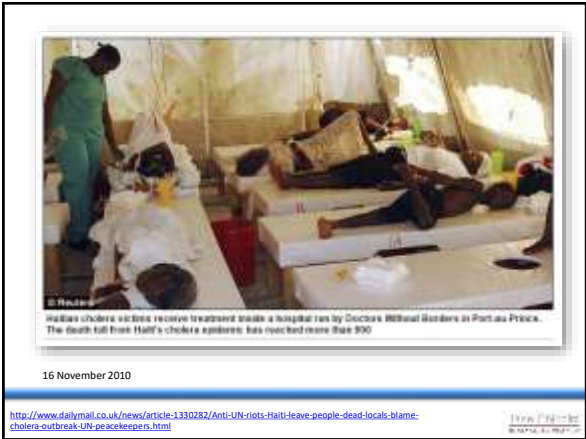 © Reuters
Haitian cholera victims receive treatment inside a hospital run by Doctors Without Borders in Port-au-Prince.
The death toll from Haiti's cholera epidemic has reached more than 900
16 November 2010
http://www.dailymail.co.uk/news/article-1330282/Anti-UN-riots-Haiti-leave-people-dead-locals-blame-
cholera-outbreak-UN-peacekeepers.html